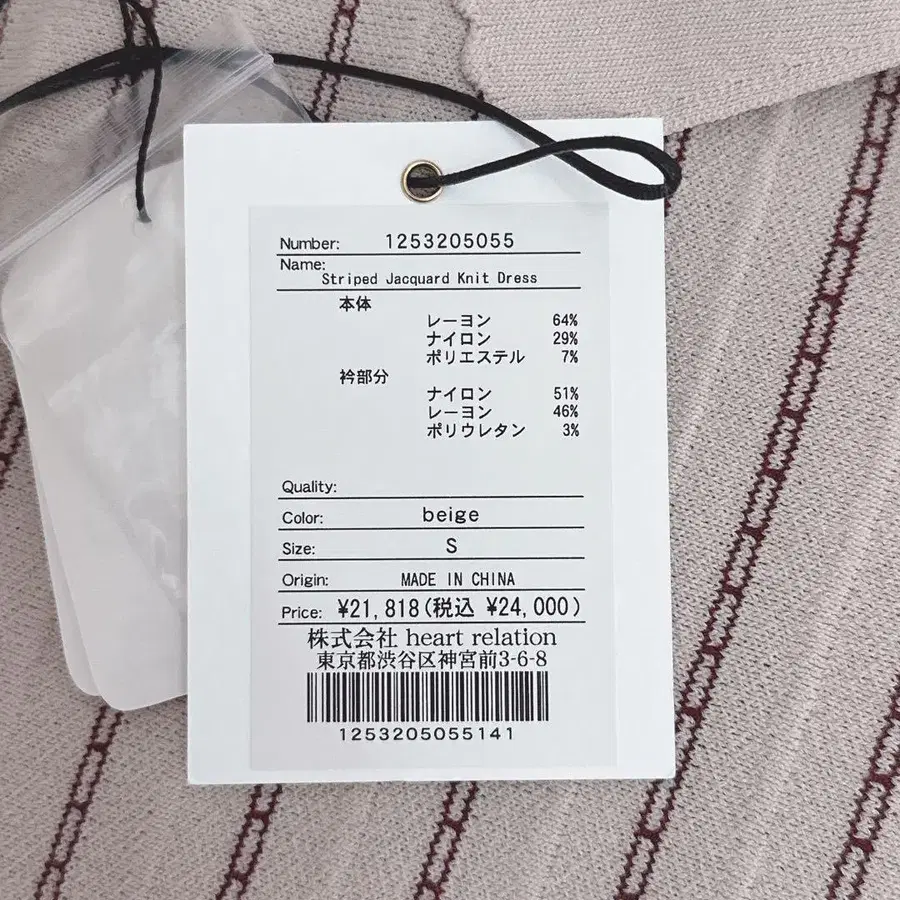 Number: 1253205055
Name:
Striped Jacquard Knit Dress
本体
レーヨン 64%
ナイロン 29%
ポリエステル 7%
衿部分
ナイロン 51%
レーヨン 46%
ポリウレタン 3%
Quality:
Color: beige
Size: S
Origin: MADE IN CHINA
Price: ¥21,818(税込 ¥24,000)
株式会社 heart relation
東京都渋谷区神宮前3-6-8
1253205055141